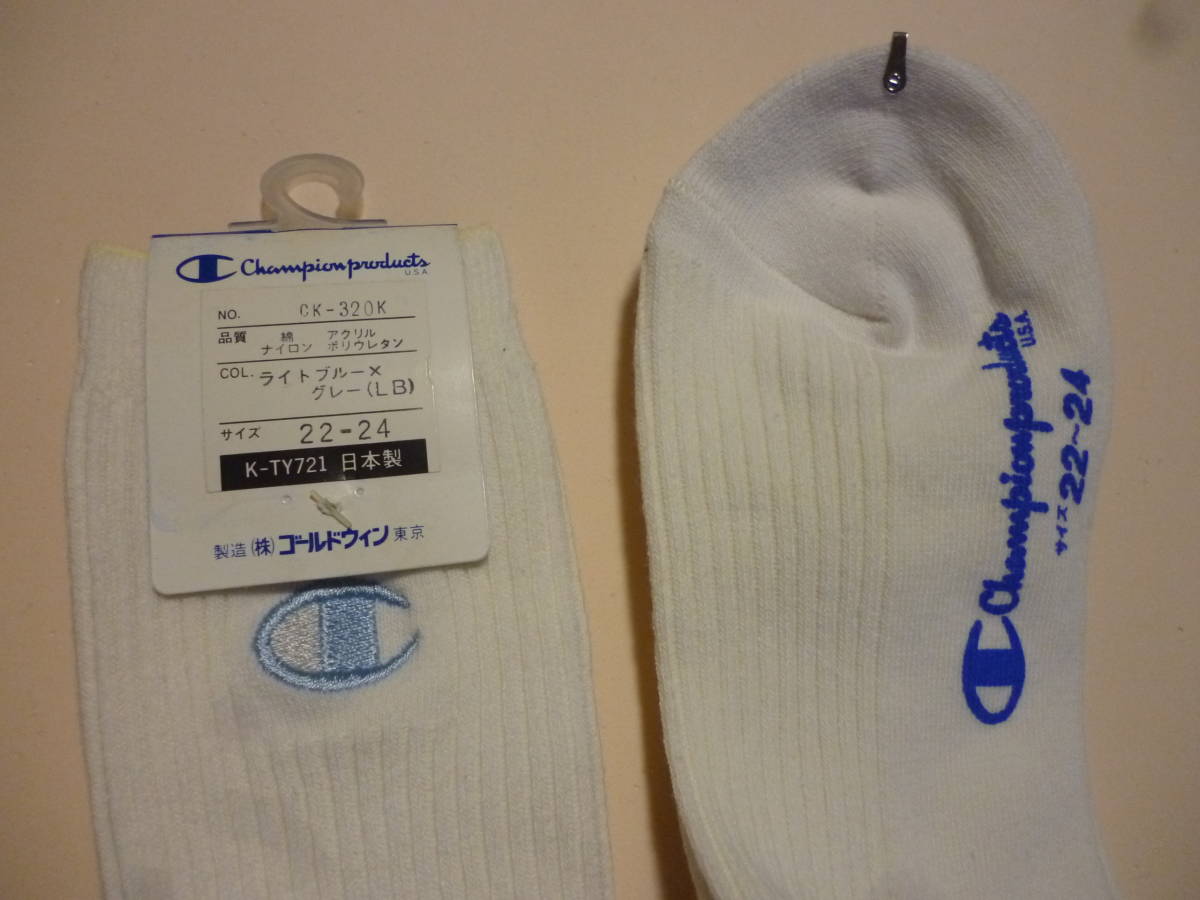 Championproducts
U.S.A
NO. CK-320K
品質 綿 アクリル
ナイロン ポリウレタン
COL. ライトブルー×
グレー(LB)
サイズ 22-24
K-TY721 日本製
製造(株)ゴールドウイン 東京
Championproducts
U.S.A
サイズ 22~24